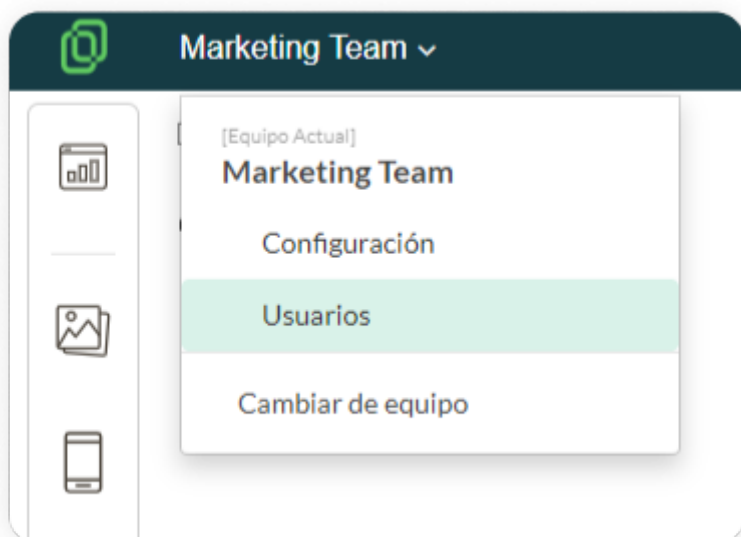 Marketing Team
[Equipo Actual]
Marketing Team
Configuración
Usuarios
Cambiar de equipo